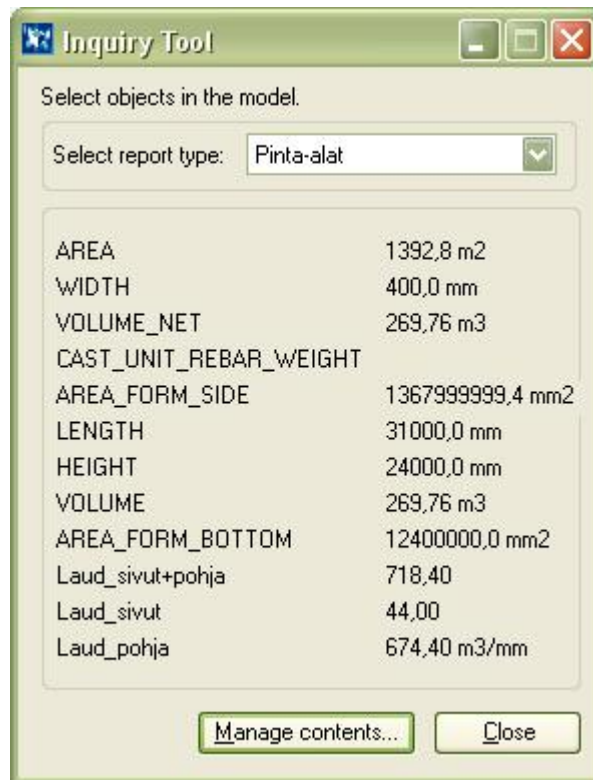 Inquiry Tool
Select objects in the model.
Select report type: Pinta-alat
AREA 1392,8 m2
WIDTH 400,0 mm
VOLUME_NET 269,76 m3
CAST_UNIT_REBAR_WEIGHT
AREA_FORM_SIDE 1367999999,4 mm2
LENGTH 31000,0 mm
HEIGHT 24000,0 mm
VOLUME 269,76 m3
AREA_FORM_BOTTOM 12400000,0 mm2
Laud_sivut+pohja 718,40
Laud_sivut 44,00
Laud_pohja 674,40 m3/mm
Manage contents... Close